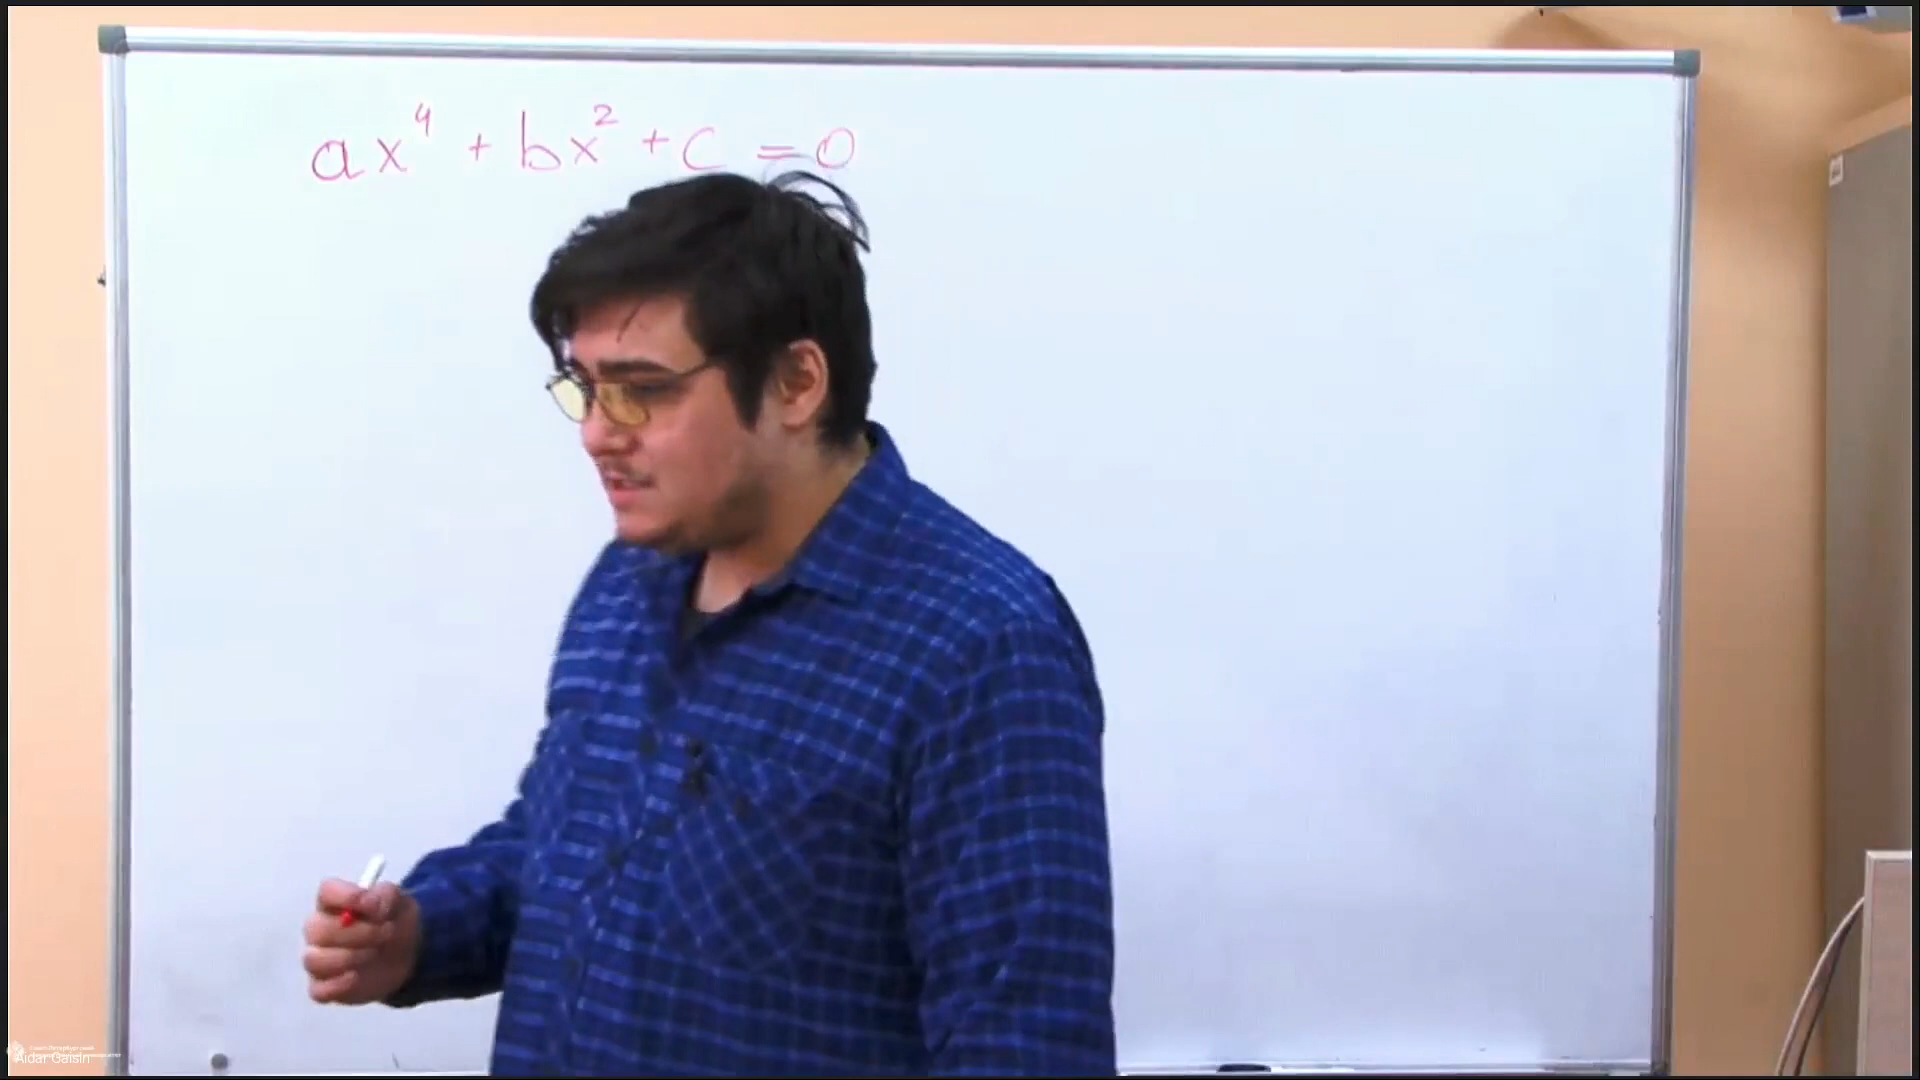 ax⁴ + bx² + c = 0
Aidar Gaisin